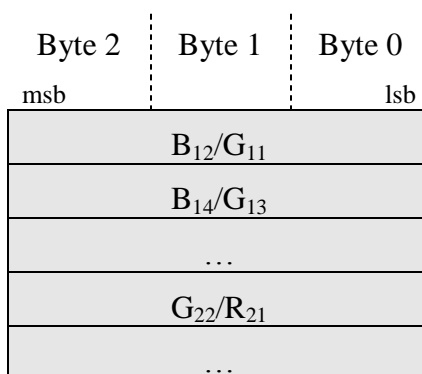 Byte 2 Byte 1 Byte 0
msb lsb
B₁₂/G₁₁
B₁₄/G₁₃
…
G₂₂/R₂₁
…